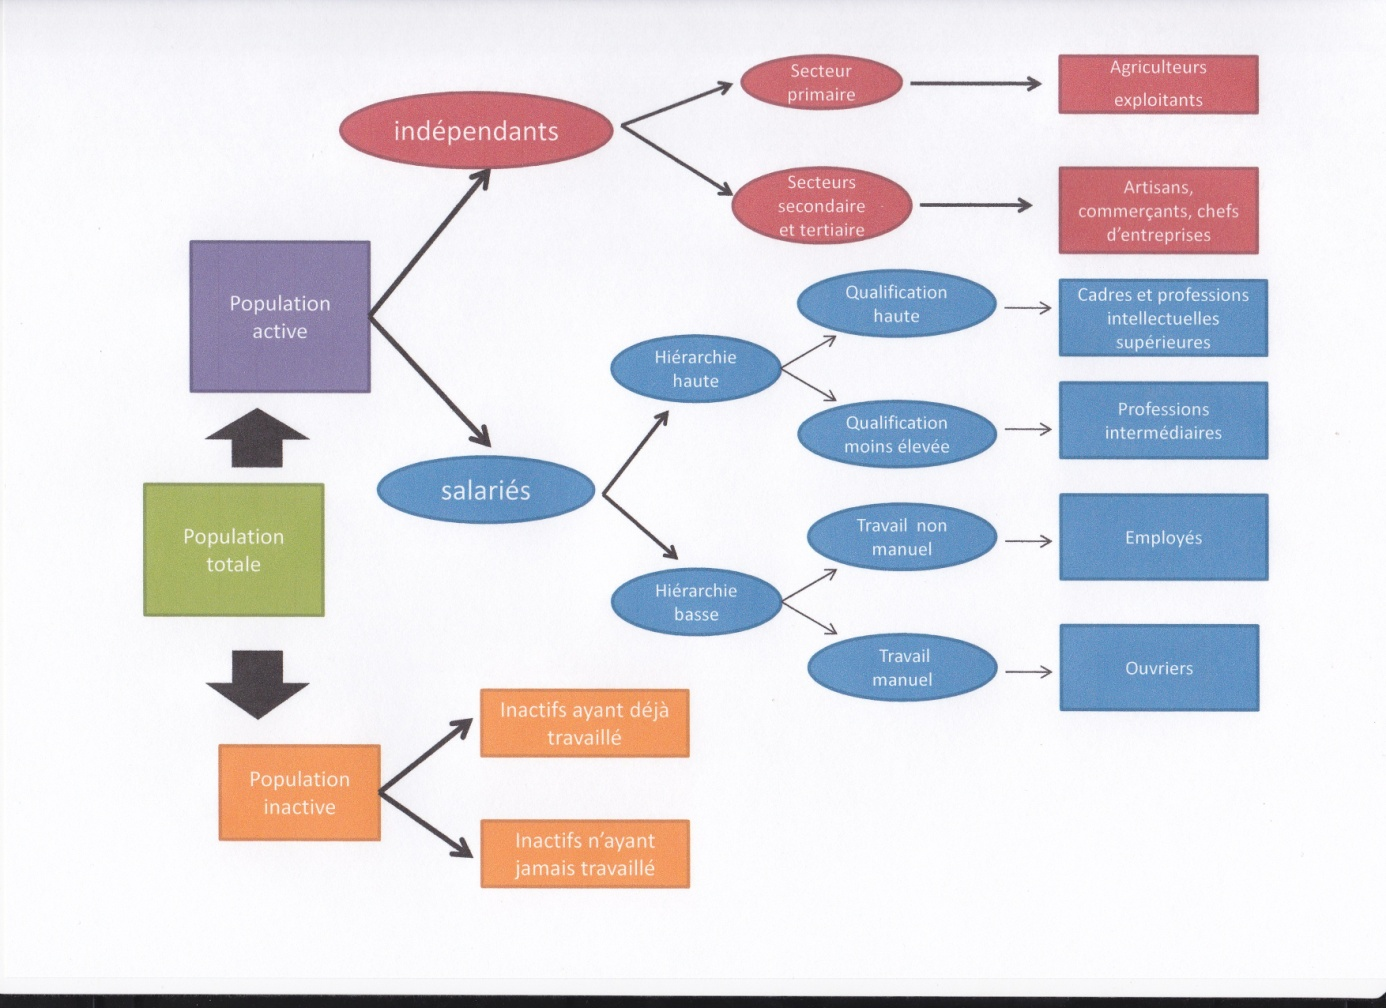 Secteur
primaire
Agriculteurs
exploitants
indépendants
Secteurs
secondaire
et tertiaire
Artisans,
commerçants, chefs
d'entreprises
Population
active
Qualification
haute
Cadres et professions
intellectuelles
supérieures
Hiérarchie
haute
Qualification
moins élevée
Professions
intermédiaires
salariés
Population
totale
Travail non
manuel
Employés
Hiérarchie
basse
Travail
manuel
Ouvriers
Inactifs ayant déjà
travaillé
Population
inactive
Inactifs n'ayant
jamais travaillé